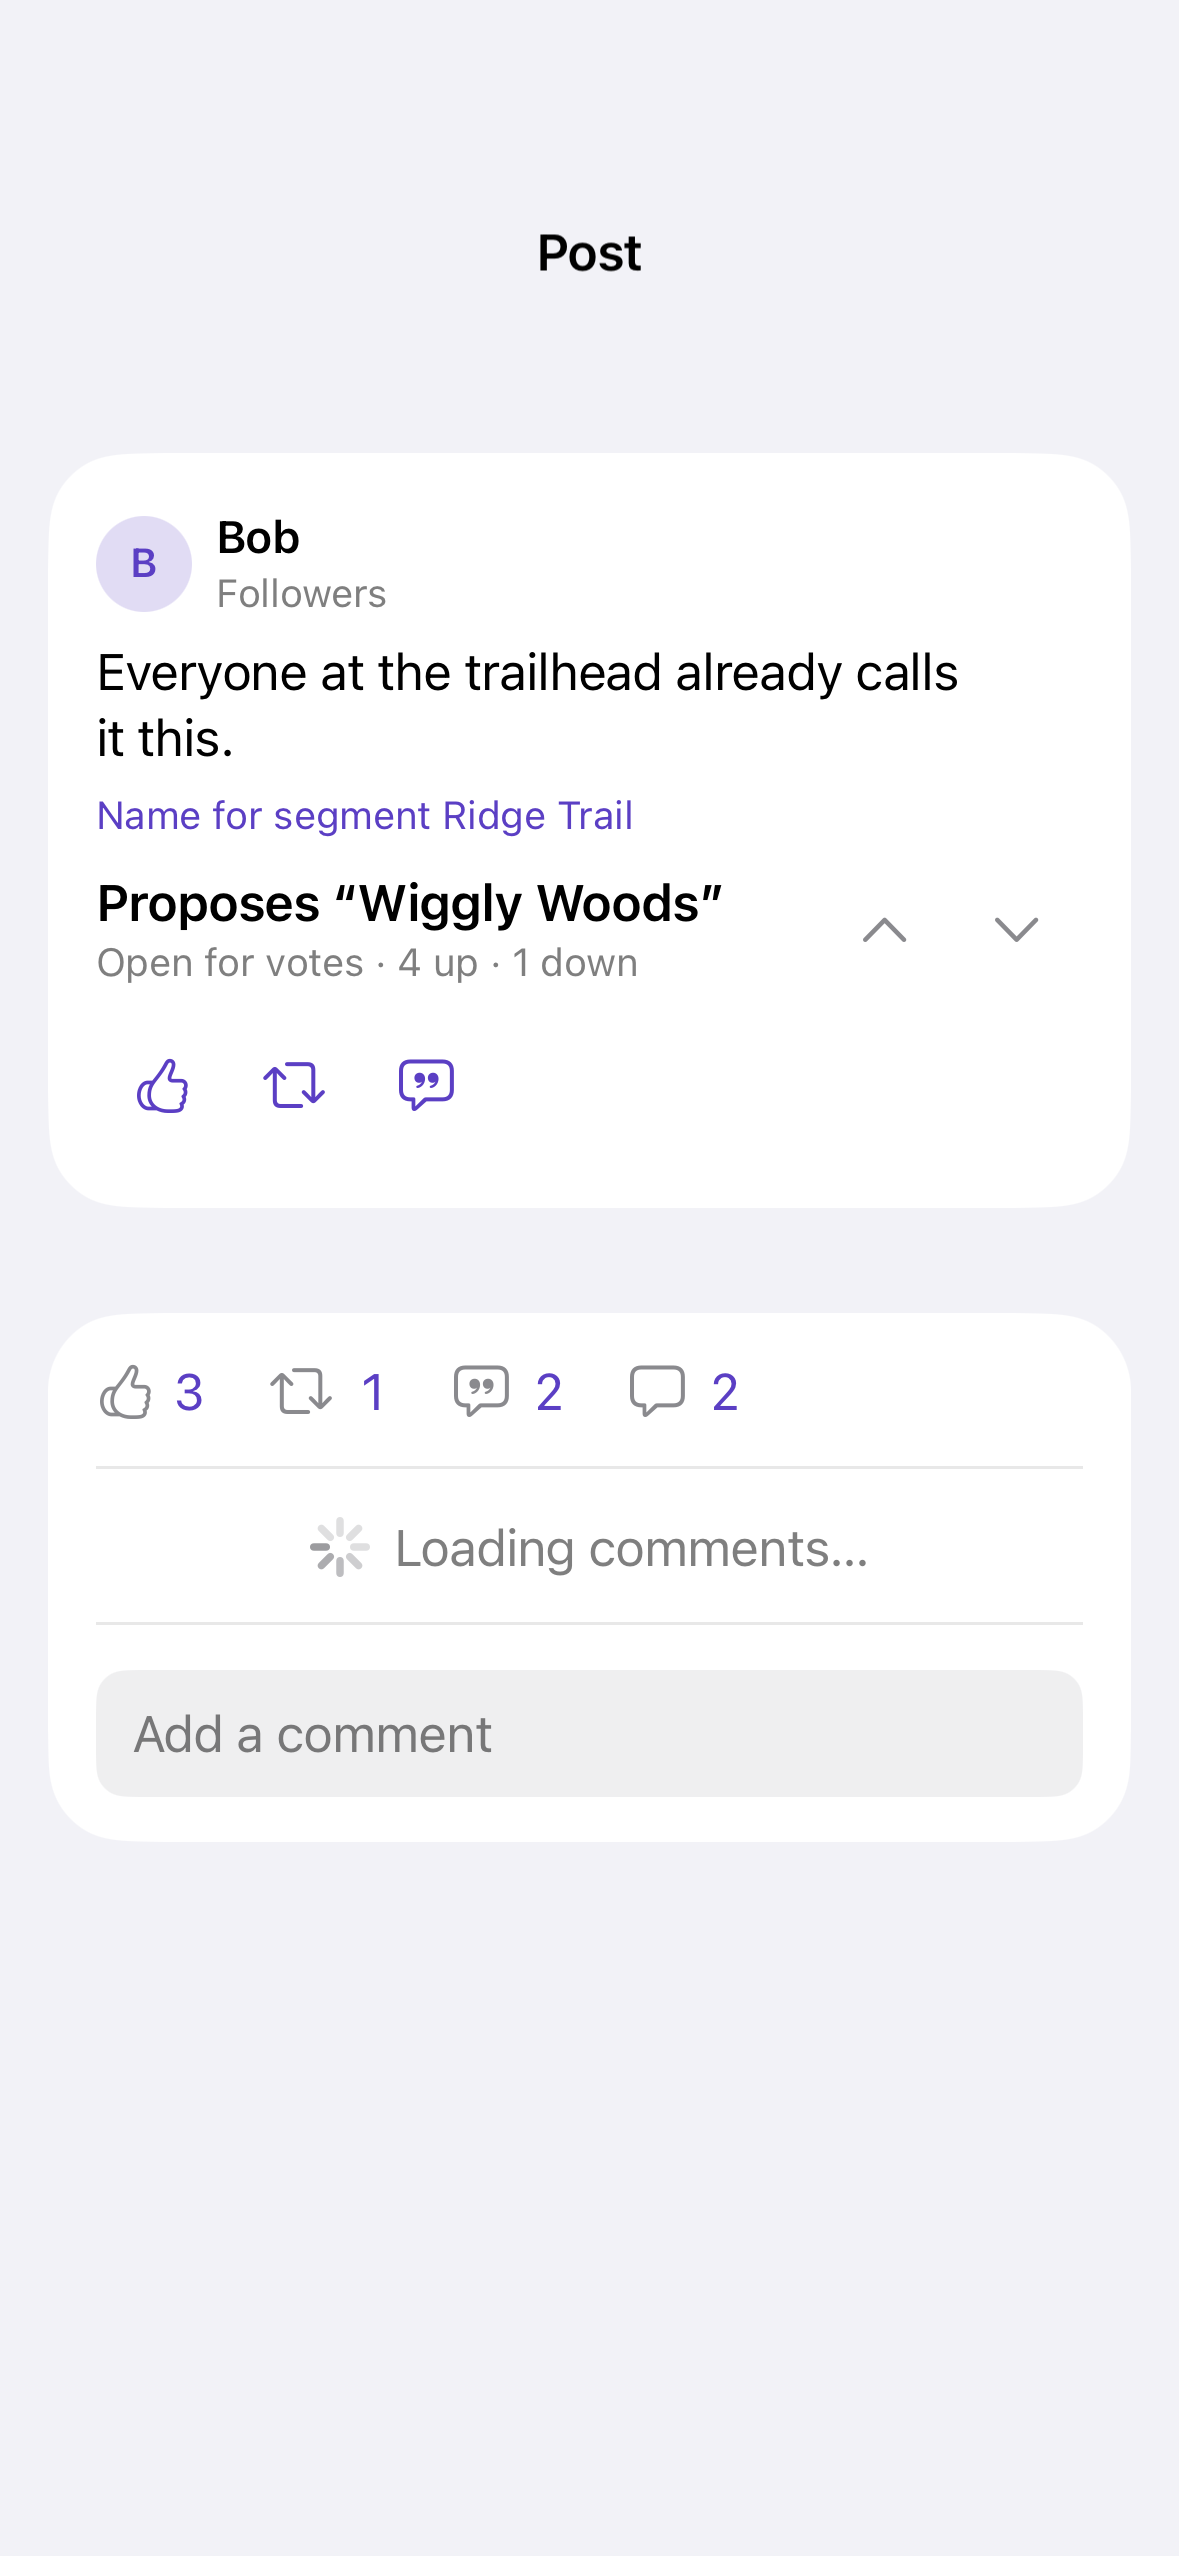 Post
B
Bob
Followers
Everyone at the trailhead already calls
it this.
Name for segment Ridge Trail
Proposes “Wiggly Woods”
Open for votes · 4 up · 1 down
3 1 2 2
Loading comments...
Add a comment